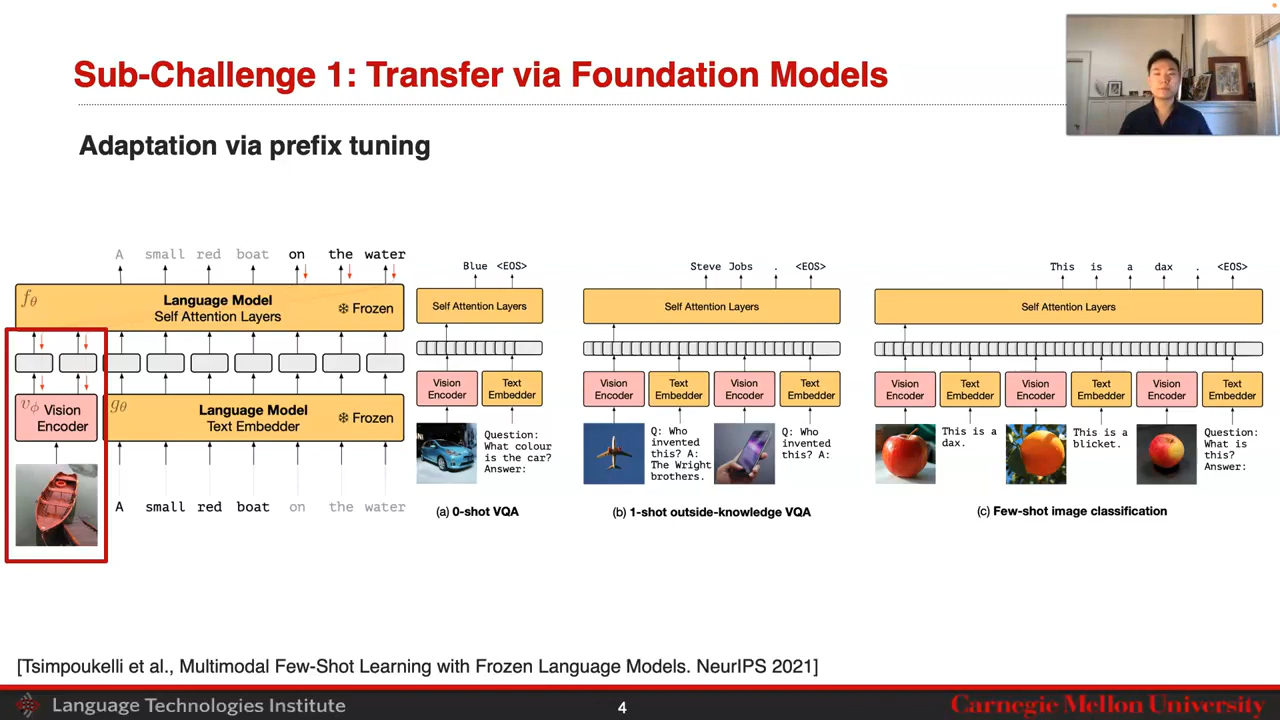 Sub-Challenge 1: Transfer via Foundation Models
Adaptation via prefix tuning
A small red boat on the water
fθ
Language Model
Self Attention Layers
❄ Frozen
vϕ
Vision
Encoder
gθ
Language Model
Text Embedder
❄ Frozen
A small red boat on the water
Blue <EOS>
Self Attention Layers
Vision
Encoder
Text
Embedder
Question:
What colour
is the car?
Answer:
(a) 0-shot VQA
Steve Jobs . <EOS>
Self Attention Layers
Vision
Encoder
Text
Embedder
Vision
Encoder
Text
Embedder
Q: Who
invented
this? A:
The Wright
brothers.
Q: Who
invented
this? A:
(b) 1-shot outside-knowledge VQA
This is a dax . <EOS>
Self Attention Layers
Vision
Encoder
Text
Embedder
Vision
Encoder
Text
Embedder
Vision
Encoder
Text
Embedder
This is a
dax.
This is a
blicket.
Question:
What is
this?
Answer:
(c) Few-shot image classification
[Tsimpoukelli et al., Multimodal Few-Shot Learning with Frozen Language Models. NeurIPS 2021]
Language Technologies Institute
4
Carnegie Mellon University